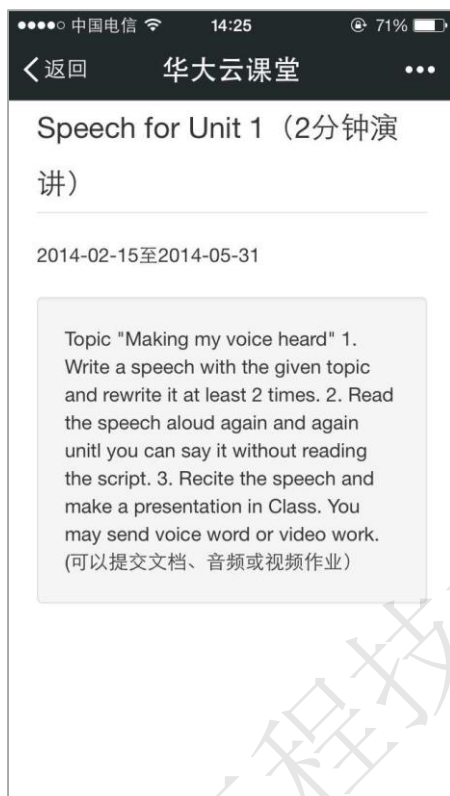 中国电信 14:25 71%
返回 华大云课堂
Speech for Unit 1（2分钟演
讲）
2014-02-15至2014-05-31
Topic "Making my voice heard" 1.
Write a speech with the given topic
and rewrite it at least 2 times. 2. Read
the speech aloud again and again
unitl you can say it without reading
the script. 3. Recite the speech and
make a presentation in Class. You
may send voice word or video work.
(可以提交文档、音频或视频作业）
程技